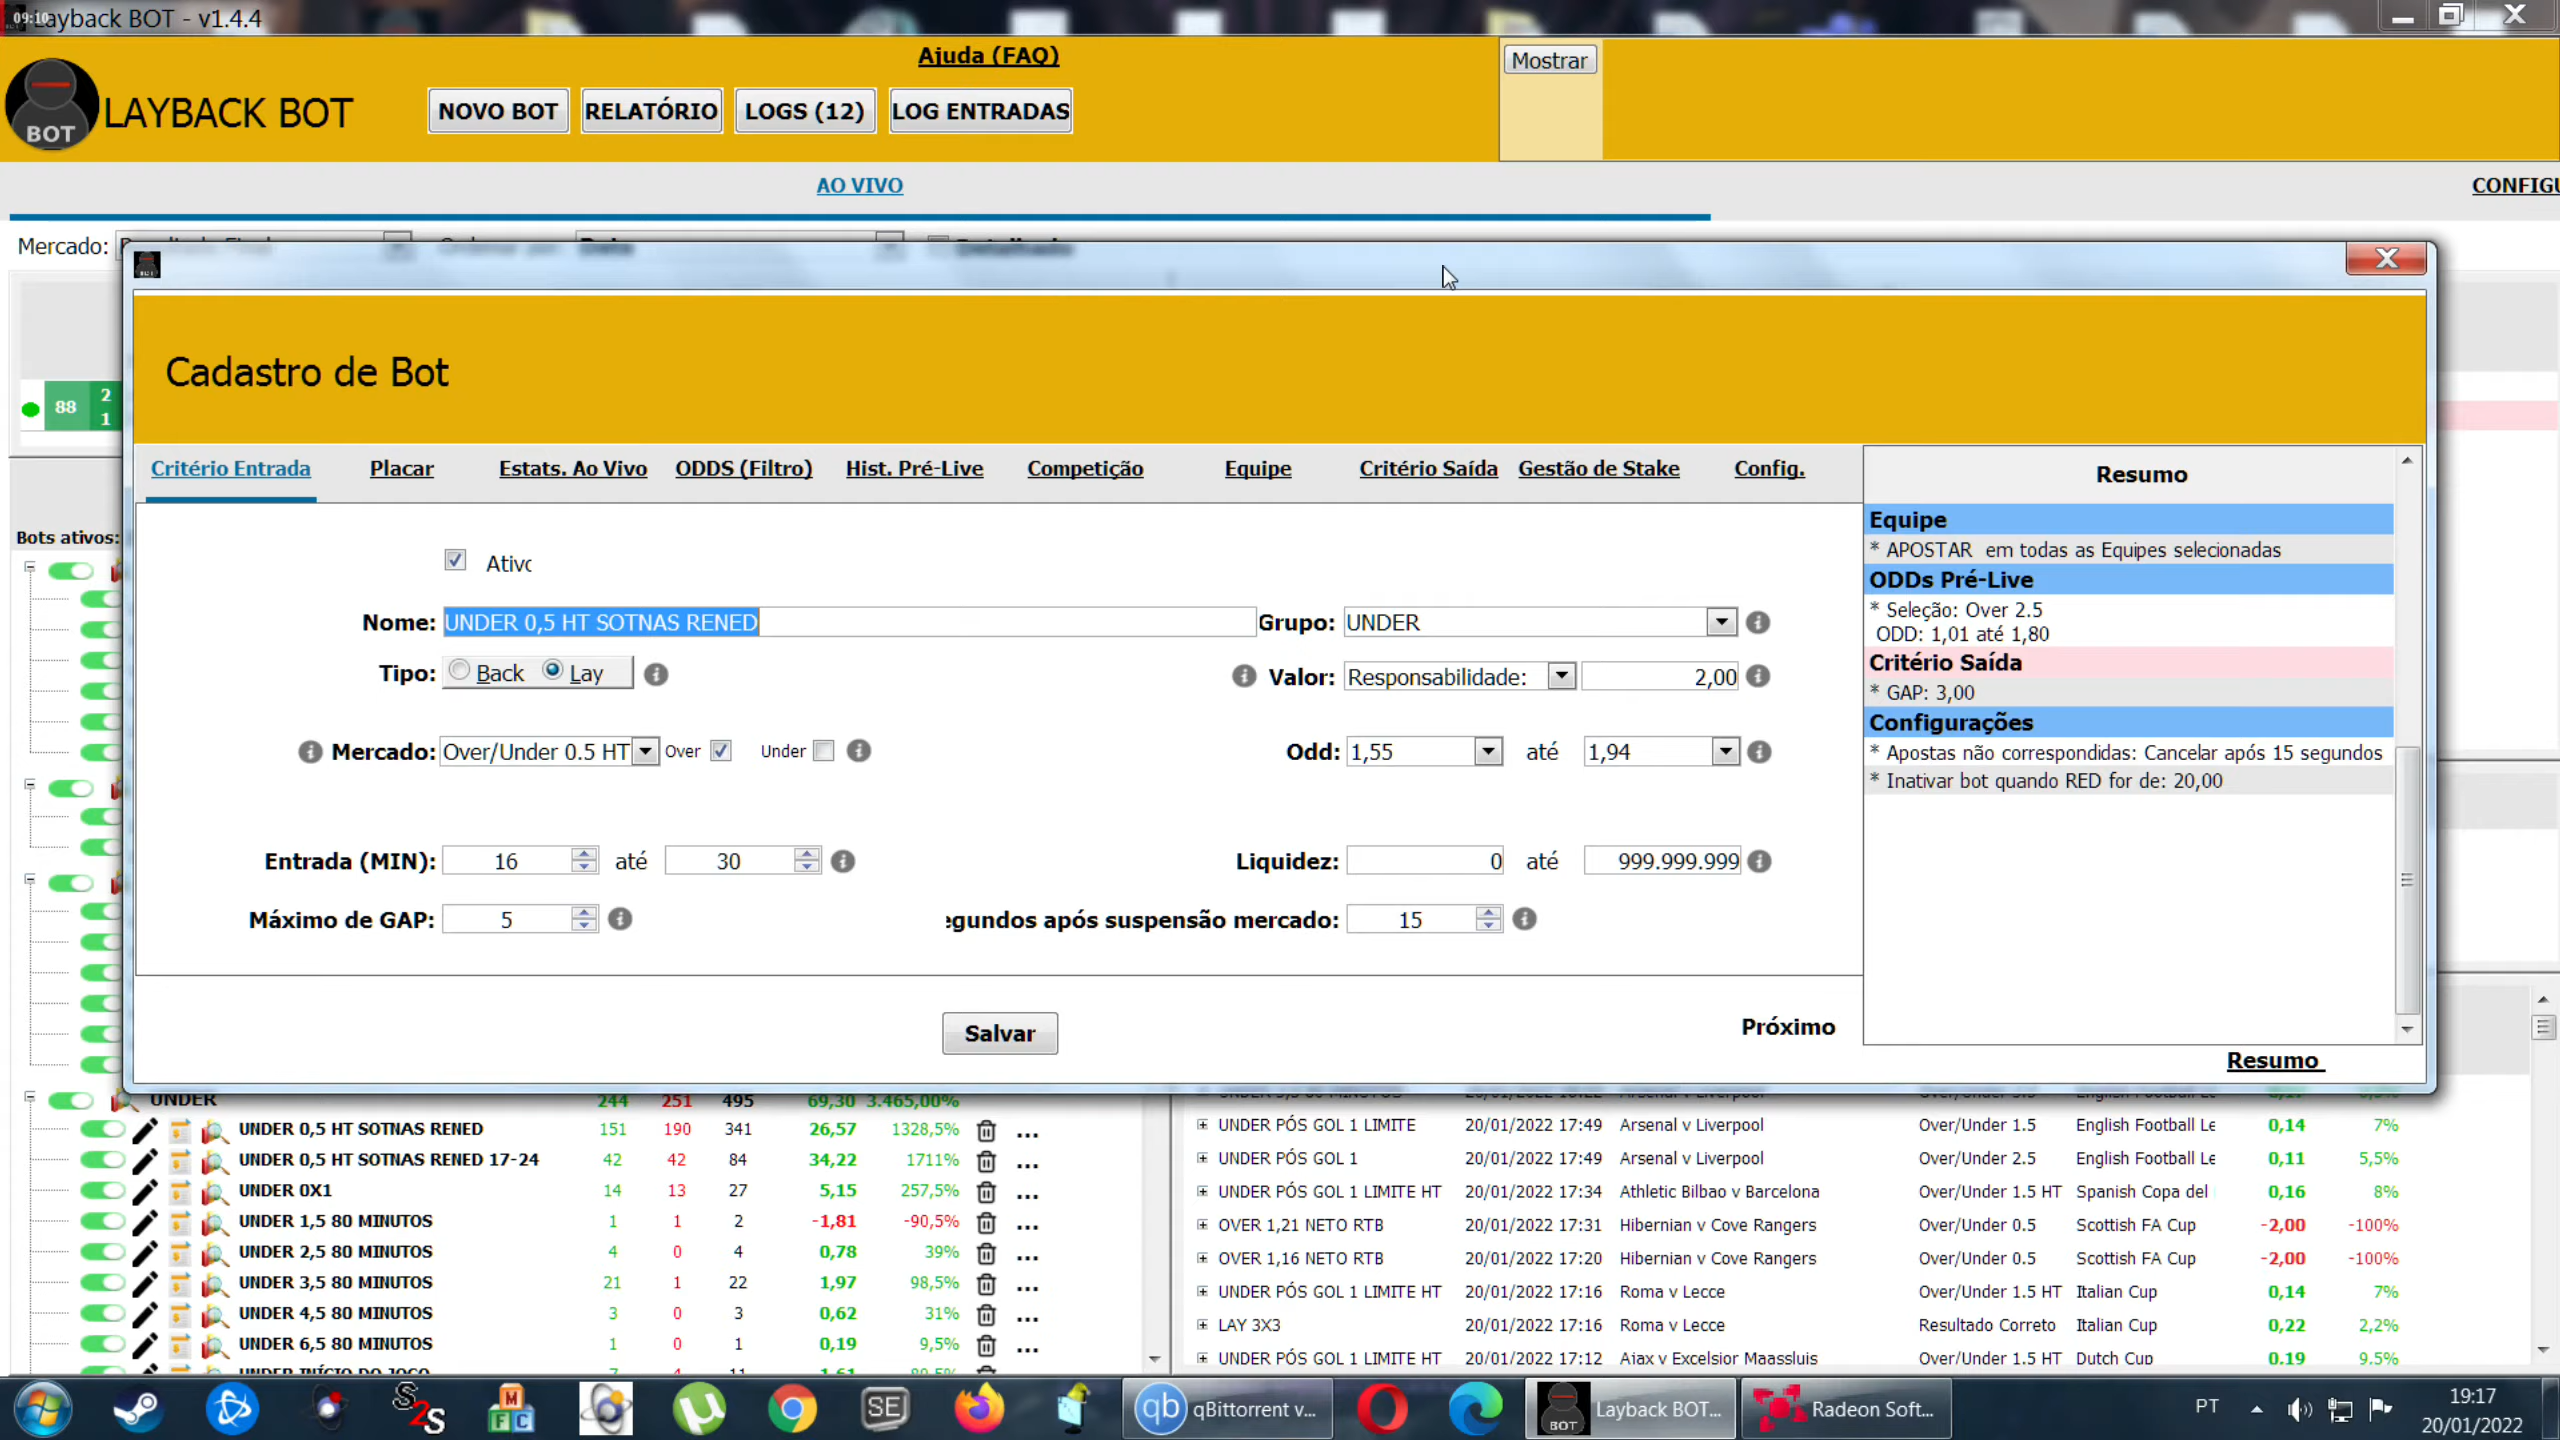 09:10
Layback BOT - v1.4.4
Ajuda (FAQ)
Mostrar
BOT
LAYBACK BOT
NOVO BOT
RELATÓRIO
LOGS (12)
LOG ENTRADAS
AO VIVO
CONFIGU
Mercado:
Cadastro de Bot
88
2
1
Critério Entrada
Placar
Estats. Ao Vivo
ODDS (Filtro)
Hist. Pré-Live
Competição
Equipe
Critério Saída
Gestão de Stake
Config.
Resumo
Equipe
* APOSTAR em todas as Equipes selecionadas
ODDs Pré-Live
* Seleção: Over 2.5
ODD: 1,01 até 1,80
Critério Saída
* GAP: 3,00
Configurações
* Apostas não correspondidas: Cancelar após 15 segundos
* Inativar bot quando RED for de: 20,00
Bots ativos:
Ativo
Nome: UNDER 0,5 HT SOTNAS RENED
Grupo: UNDER
Tipo: Back Lay
Valor: Responsabilidade: 2,00
Mercado: Over/Under 0.5 HT Over Under
Odd: 1,55 até 1,94
Entrada (MIN): 16 até 30
Liquidez: 0 até 999.999.999
Máximo de GAP: 5
egundos após suspensão mercado: 15
Salvar
Próximo
Resumo
UNDER 244 251 495 69,30 3.465,00%
UNDER 0,5 HT SOTNAS RENED 151 190 341 26,57 1328,5% ...
UNDER 0,5 HT SOTNAS RENED 17-24 42 42 84 34,22 1711% ...
UNDER 0X1 14 13 27 5,15 257,5% ...
UNDER 1,5 80 MINUTOS 1 1 2 -1,81 -90,5% ...
UNDER 2,5 80 MINUTOS 4 0 4 0,78 39% ...
UNDER 3,5 80 MINUTOS 21 1 22 1,97 98,5% ...
UNDER 4,5 80 MINUTOS 3 0 3 0,62 31% ...
UNDER 6,5 80 MINUTOS 1 0 1 0,19 9,5% ...
UNDER INÍCIO DO JOGO 7 4 11 1,61 80,5%
UNDER PÓS GOL 1 LIMITE 20/01/2022 17:49 Arsenal v Liverpool Over/Under 1.5 English Football Le 0,14 7%
UNDER PÓS GOL 1 20/01/2022 17:49 Arsenal v Liverpool Over/Under 2.5 English Football Le 0,11 5,5%
UNDER PÓS GOL 1 LIMITE HT 20/01/2022 17:34 Athletic Bilbao v Barcelona Over/Under 1.5 HT Spanish Copa del 0,16 8%
OVER 1,21 NETO RTB 20/01/2022 17:31 Hibernian v Cove Rangers Over/Under 0.5 Scottish FA Cup -2,00 -100%
OVER 1,16 NETO RTB 20/01/2022 17:20 Hibernian v Cove Rangers Over/Under 0.5 Scottish FA Cup -2,00 -100%
UNDER PÓS GOL 1 LIMITE HT 20/01/2022 17:16 Roma v Lecce Over/Under 1.5 HT Italian Cup 0,14 7%
LAY 3X3 20/01/2022 17:16 Roma v Lecce Resultado Correto Italian Cup 0,22 2,2%
UNDER PÓS GOL 1 LIMITE HT 20/01/2022 17:12 Ajax v Excelsior Maassluis Over/Under 1.5 HT Dutch Cup 0,19 9,5%
S2S
M F C
SE
qb
qBittorrent v...
BOT
Layback BOT...
Radeon Soft...
PT
19:17
20/01/2022